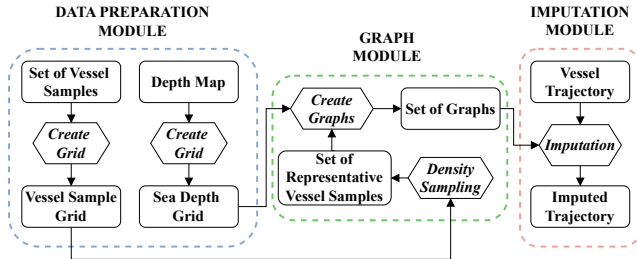 DATA PREPARATION
MODULE
Set of Vessel
Samples
Depth Map
Create
Grid
Create
Grid
Vessel Sample
Grid
Sea Depth
Grid
GRAPH
MODULE
Create
Graphs
Set of Graphs
Set of
Representative
Vessel Samples
Density
Sampling
IMPUTATION
MODULE
Vessel
Trajectory
Imputation
Imputed
Trajectory